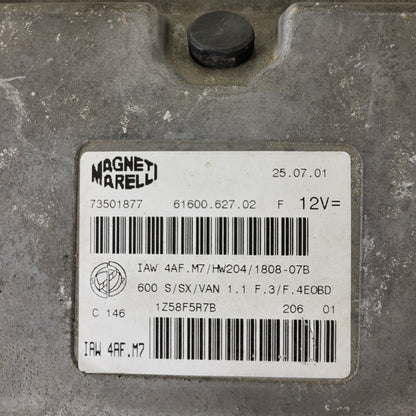 MAGNETI
MARELLI
25.07.01
73501877 61600.627.02 F 12V=
IAW 4AF.M7/HW204/1808-07B
600 S/SX/VAN 1.1 F.3/F.4EOBD
C 146 1Z58F5R7B 206 01
IAW 4AF.M7